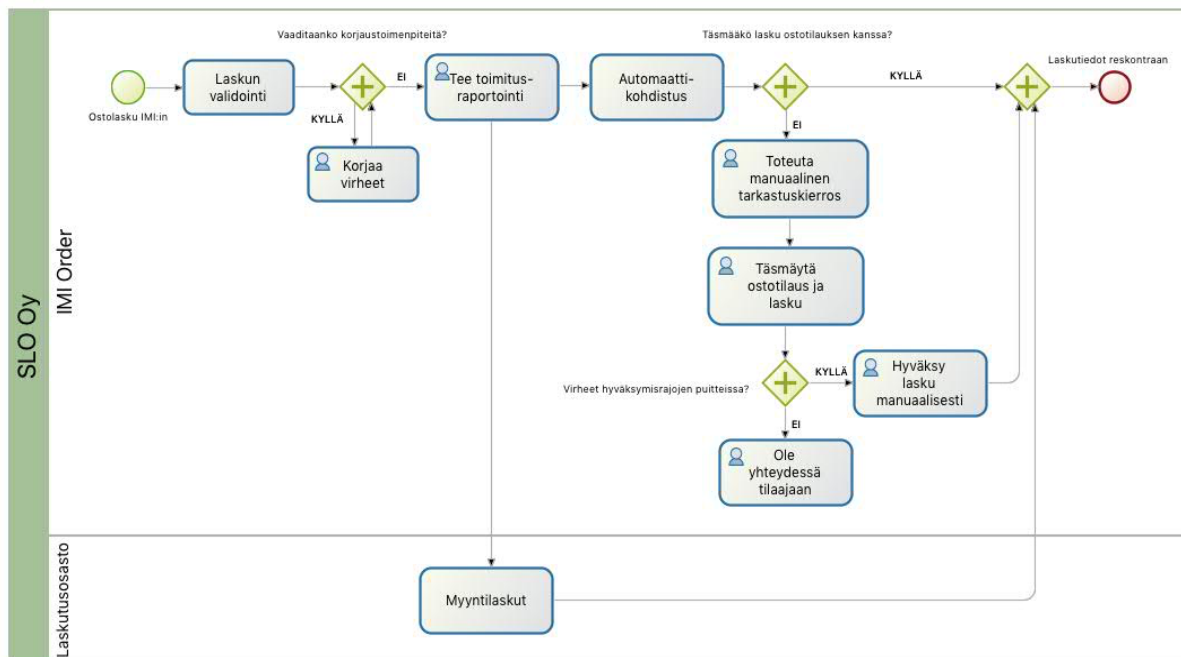 SLO Oy
IMI Order
Laskutusosasto
Vaaditaanko korjaustoimenpiteitä?
Täsmääkö lasku ostotilauksen kanssa?
Laskutiedot reskontraan
Ostolasku IMI:in
Laskun
validointi
EI
KYLLÄ
Korjaa
virheet
Tee toimitus-
raportointi
Automaatti-
kohdistus
KYLLÄ
EI
Toteuta
manuaalinen
tarkastuskierros
Täsmäytä
ostotilaus ja
lasku
Virheet hyväksymisrajojen puitteissa?
KYLLÄ
Hyväksy
lasku
manuaalisesti
EI
Ole
yhteydessä
tilaajaan
Myyntilaskut